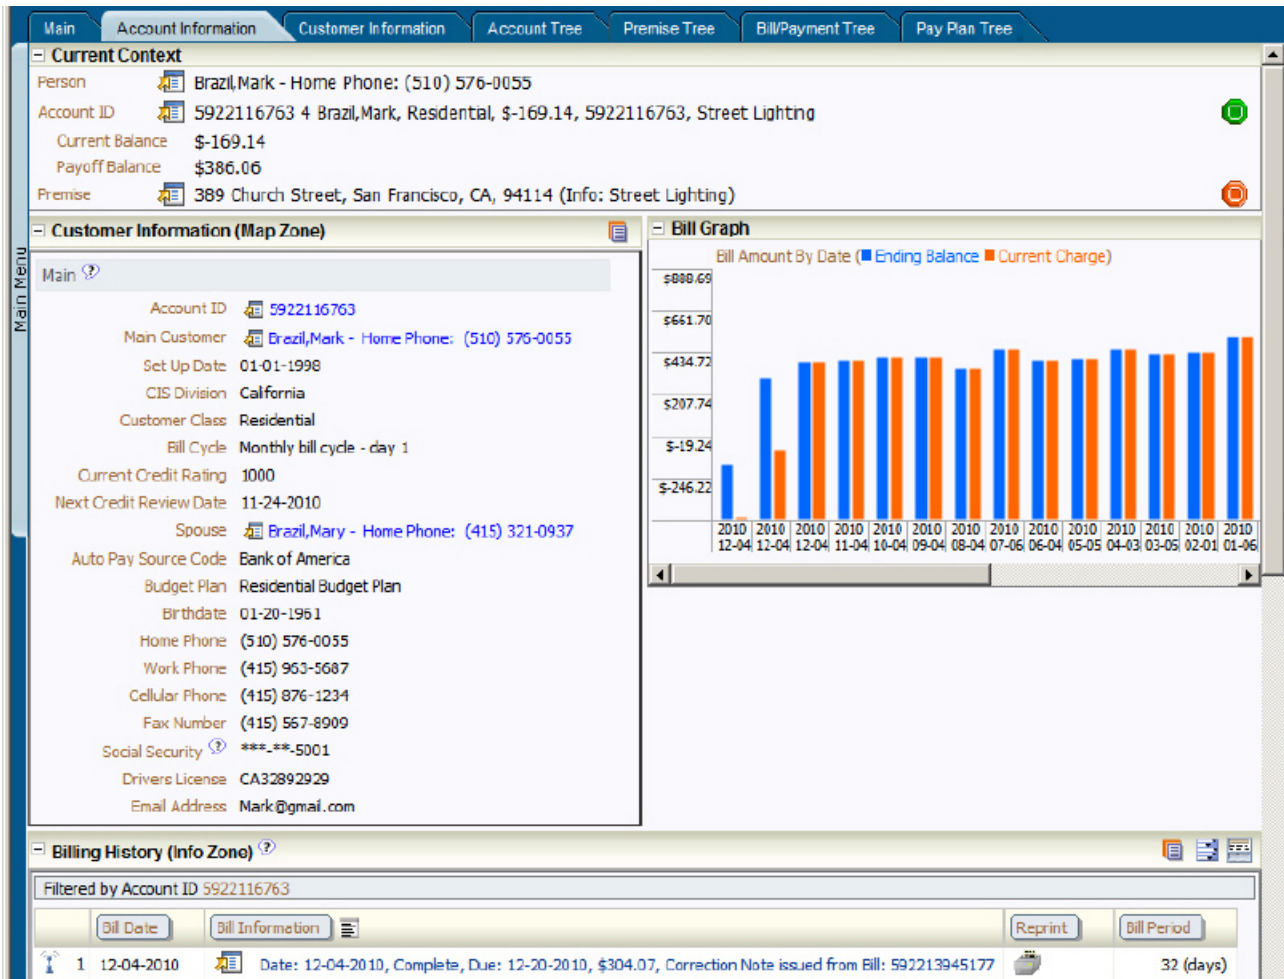 Main Account Information Customer Information Account Tree Premise Tree Bill/Payment Tree Pay Plan Tree
Main Menu
Current Context
Person Brazil,Mark - Home Phone: (510) 576-0055
Account ID 5922116763 4 Brazil,Mark, Residential, $-169.14, 5922116763, Street Lighting
Current Balance $-169.14
Payoff Balance $386.06
Premise 389 Church Street, San Francisco, CA, 94114 (Info: Street Lighting)
Customer Information (Map Zone)
Main
Account ID 5922116763
Main Customer Brazil,Mark - Home Phone: (510) 576-0055
Set Up Date 01-01-1998
CIS Division California
Customer Class Residential
Bill Cycle Monthly bill cycle - day 1
Current Credit Rating 1000
Next Credit Review Date 11-24-2010
Spouse Brazil,Mary - Home Phone: (415) 321-0937
Auto Pay Source Code Bank of America
Budget Plan Residential Budget Plan
Birthdate 01-20-1961
Home Phone (510) 576-0055
Work Phone (415) 963-5687
Cellular Phone (415) 876-1234
Fax Number (415) 567-8909
Social Security ***-**-5001
Drivers License CA32892929
Email Address Mark@gmail.com
Bill Graph
Bill Amount By Date (Ending Balance Current Charge)
$888.69
$661.70
$434.72
$207.74
$-19.24
$-246.22
2010 2010 2010 2010 2010 2010 2010 2010 2010 2010 2010 2010 2010 2010
12-04 12-04 12-04 11-04 10-04 09-04 08-04 07-06 06-04 05-05 04-03 03-05 02-01 01-06
Billing History (Info Zone)
Filtered by Account ID 5922116763
Bill Date Bill Information Reprint Bill Period
1 12-04-2010 Date: 12-04-2010, Complete, Due: 12-20-2010, $304.07, Correction Note issued from Bill: 592213945177 32 (days)